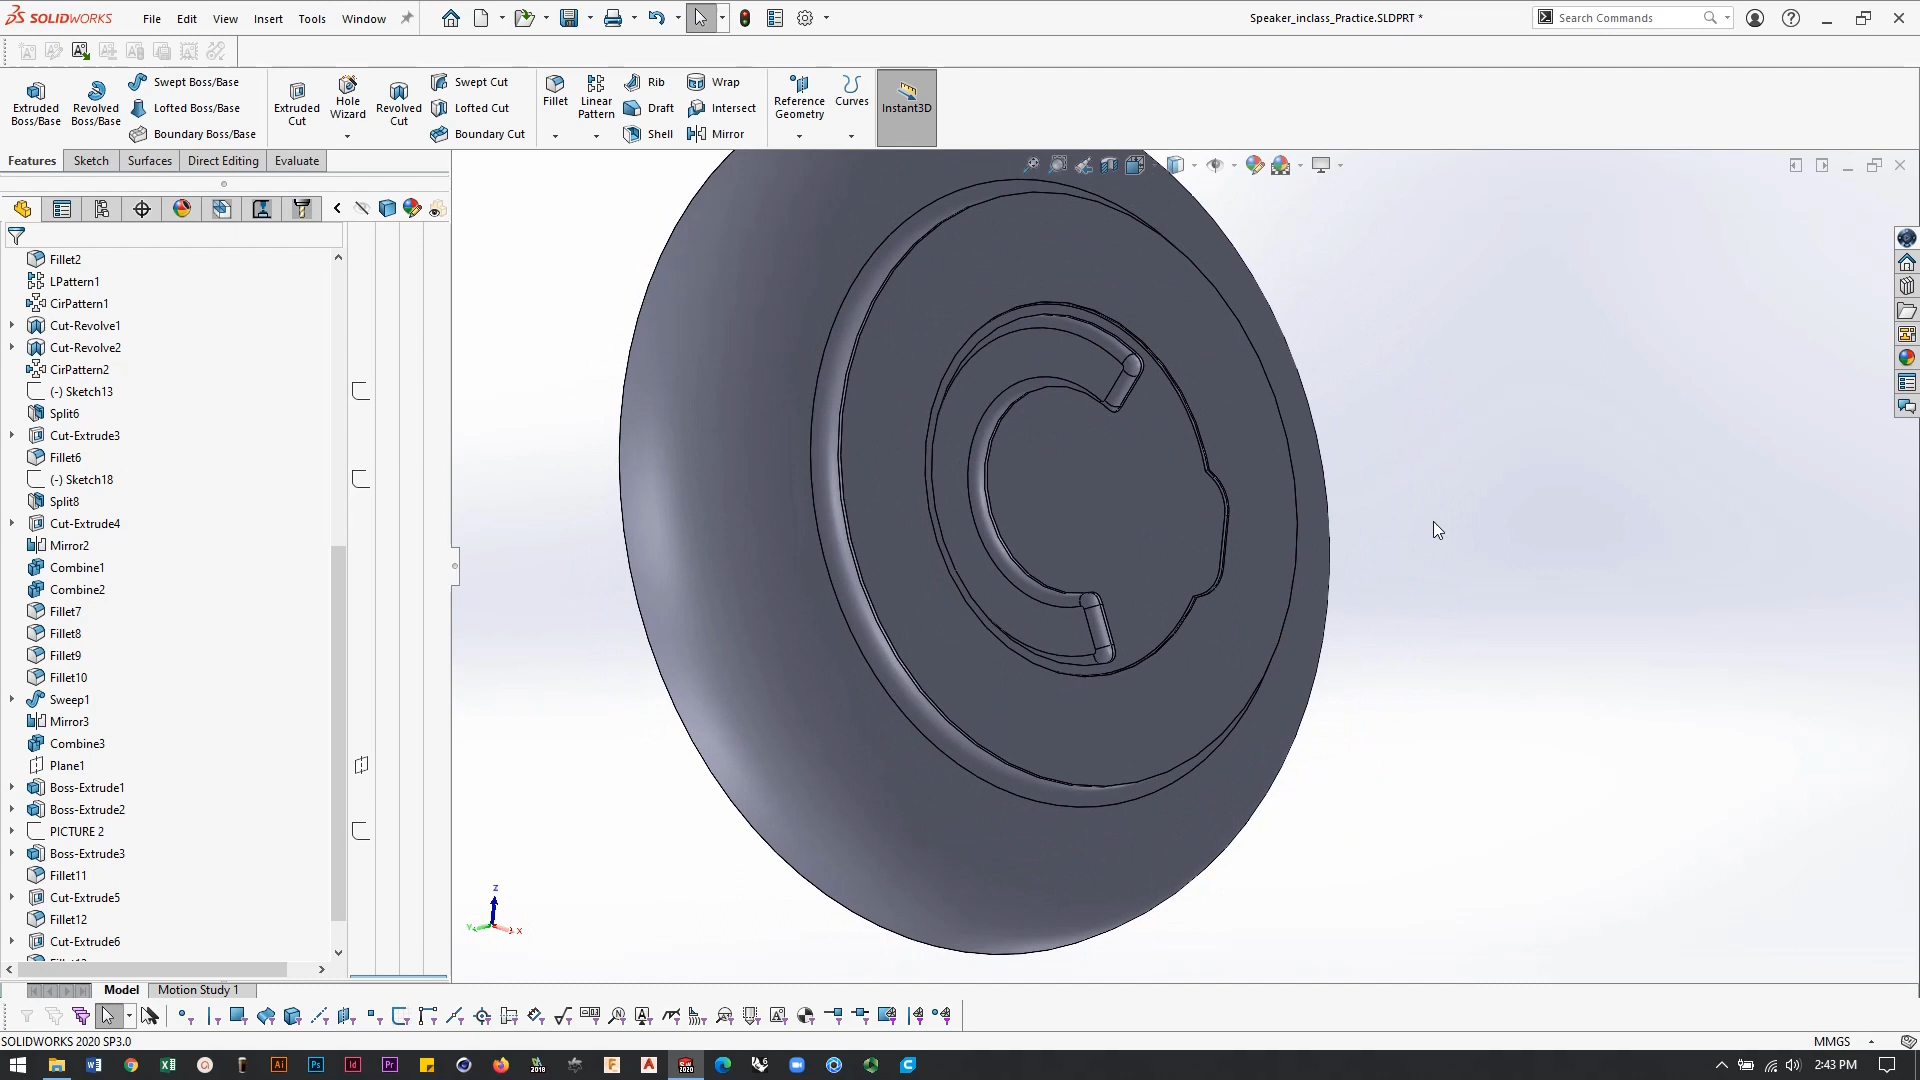 SOLIDWORKS File Edit View Insert Tools Window Speaker_inclass_Practice.SLDPRT * Search Commands
Extruded Boss/Base
Revolved Boss/Base
Swept Boss/Base
Lofted Boss/Base
Boundary Boss/Base
Extruded Cut
Hole Wizard
Revolved Cut
Swept Cut
Lofted Cut
Boundary Cut
Fillet
Linear Pattern
Rib
Draft
Shell
Wrap
Intersect
Mirror
Reference Geometry
Curves
Instant3D
Features Sketch Surfaces Direct Editing Evaluate
Fillet2
LPattern1
CirPattern1
Cut-Revolve1
Cut-Revolve2
CirPattern2
(-) Sketch13
Split6
Cut-Extrude3
Fillet6
(-) Sketch18
Split8
Cut-Extrude4
Mirror2
Combine1
Combine2
Fillet7
Fillet8
Fillet9
Fillet10
Sweep1
Mirror3
Combine3
Plane1
Boss-Extrude1
Boss-Extrude2
PICTURE 2
Boss-Extrude3
Fillet11
Cut-Extrude5
Fillet12
Cut-Extrude6
Z
Y
X
Model Motion Study 1
SOLIDWORKS 2020 SP3.0 MMGS
2:43 PM